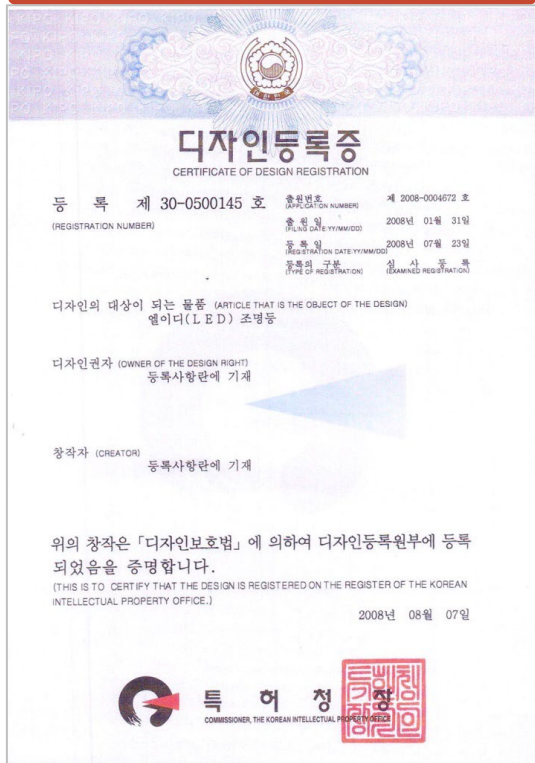 디자인등록증
CERTIFICATE OF DESIGN REGISTRATION
등 록 제 30-0500145 호
(REGISTRATION NUMBER)
출원번호 제 2008-0004672 호
(APPLICATION NUMBER)
출 원 일 2008년 01월 31일
(FILING DATE:YY/MM/DD)
등 록 일 2008년 07월 23일
(REGISTRATION DATE:YY/MM/DD)
등록의 구분 심 사 등 록
(TYPE OF REGISTRATION) (EXAMINED REGISTRATION)
디자인의 대상이 되는 물품 (ARTICLE THAT IS THE OBJECT OF THE DESIGN)
엘이디(LED) 조명등
디자인권자 (OWNER OF THE DESIGN RIGHT)
등록사항란에 기재
창작자 (CREATOR)
등록사항란에 기재
위의 창작은 「디자인보호법」에 의하여 디자인등록원부에 등록
되었음을 증명합니다.
(THIS IS TO CERTIFY THAT THE DESIGN IS REGISTERED ON THE REGISTER OF THE KOREAN
INTELLECTUAL PROPERTY OFFICE.)
2008년 08월 07일
특 허 청 장
COMMISSIONER, THE KOREAN INTELLECTUAL PROPERTY OFFICE